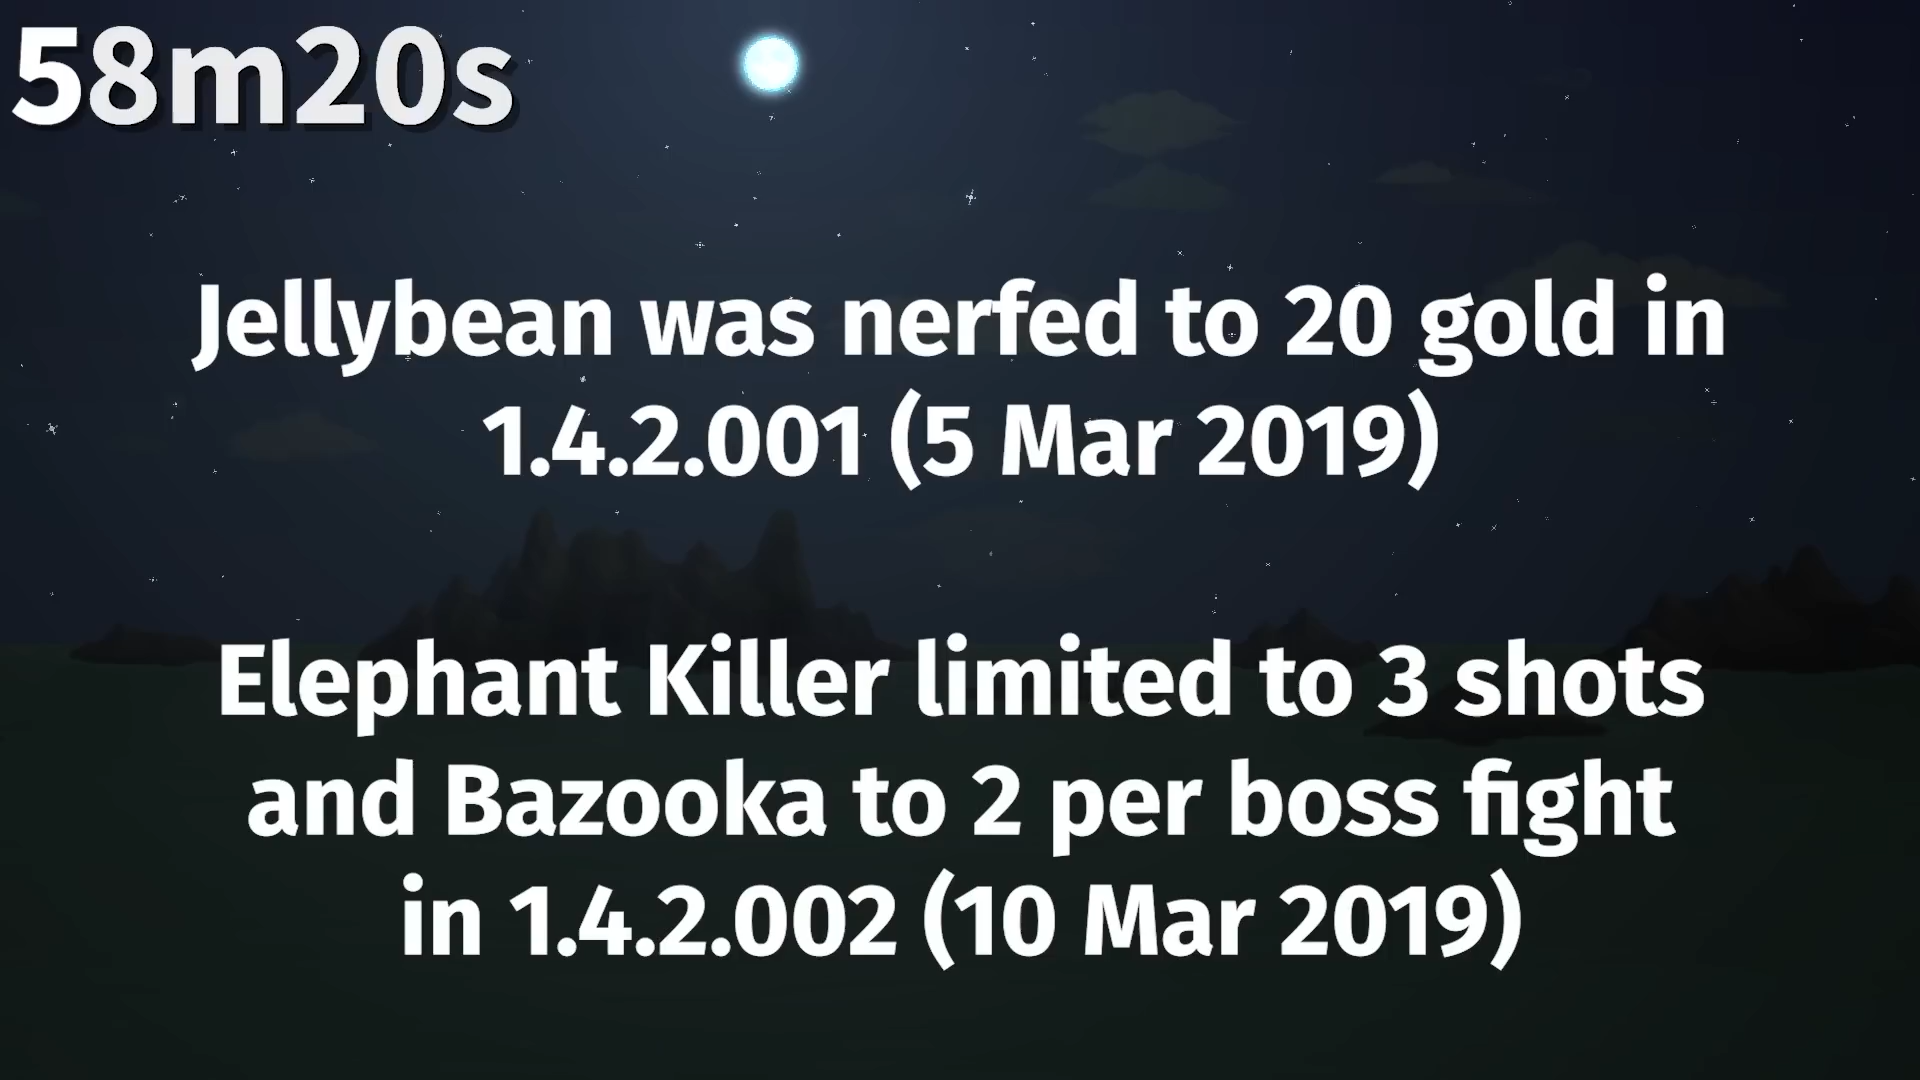 58m20s
Jellybean was nerfed to 20 gold in
1.4.2.001 (5 Mar 2019)
Elephant Killer limited to 3 shots
and Bazooka to 2 per boss fight
in 1.4.2.002 (10 Mar 2019)